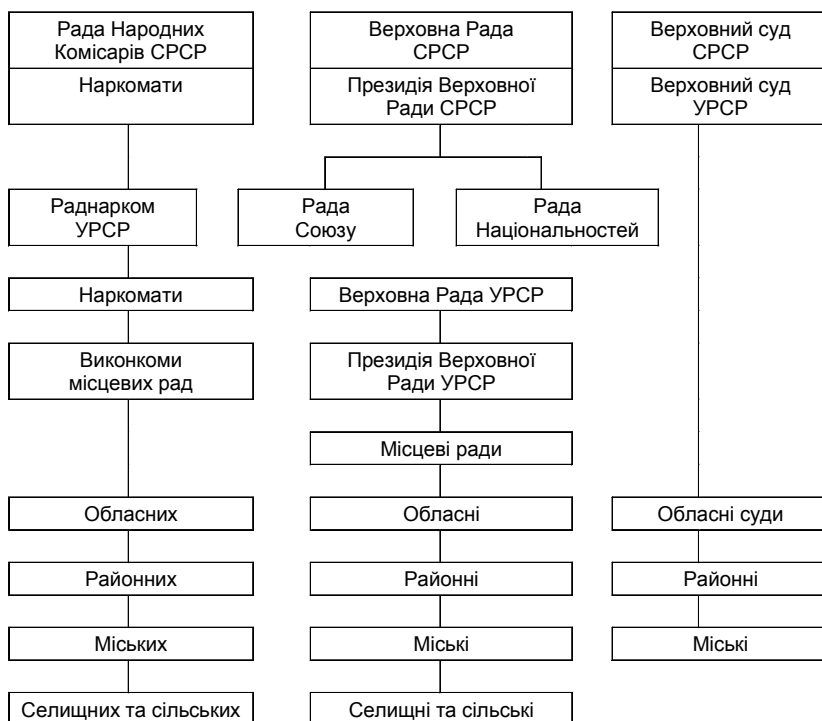 Рада Народних
Комісарів СРСР
Наркомати
Верховна Рада
СРСР
Президія Верховної
Ради СРСР
Верховний суд
СРСР
Верховний суд
УРСР
Раднарком
УРСР
Рада
Союзу
Рада
Національностей
Наркомати
Верховна Рада УРСР
Виконкоми
місцевих рад
Президія Верховної
Ради УРСР
Місцеві ради
Обласних
Обласні
Обласні суди
Районних
Районні
Районні
Міських
Міські
Міські
Селищних та сільських
Селищні та сільські